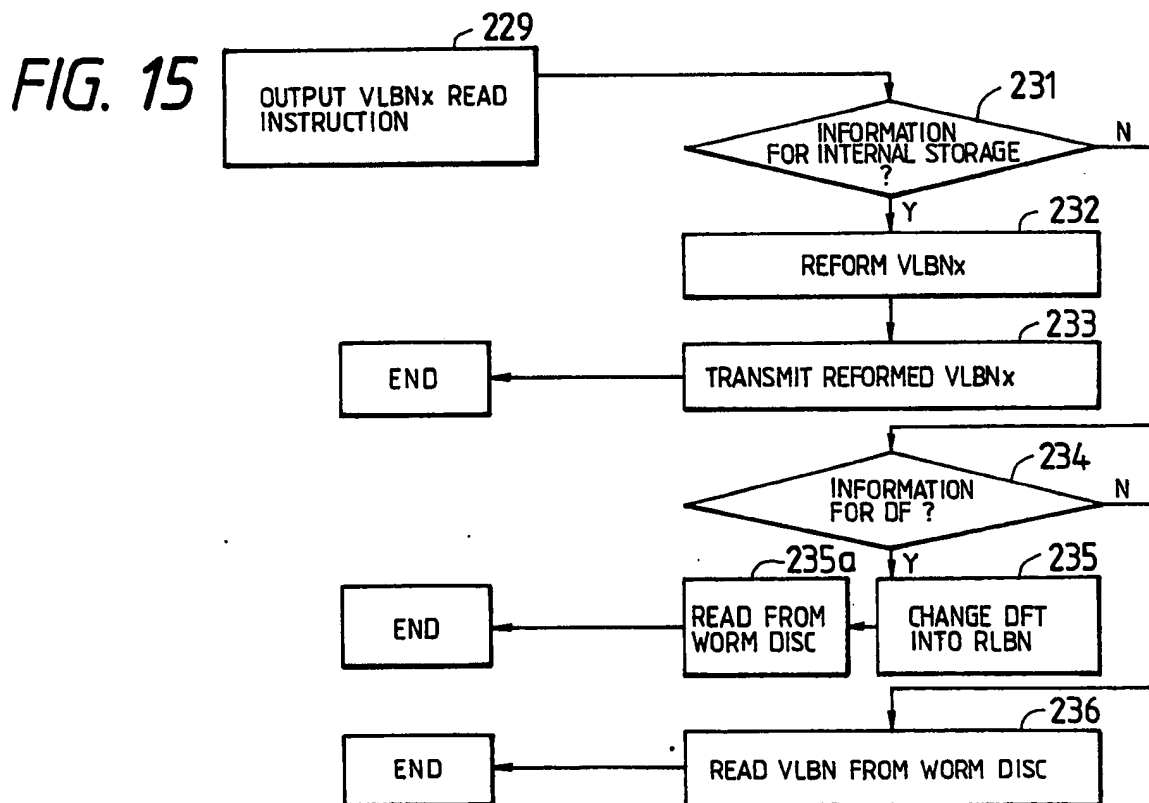 FIG. 15
229
OUTPUT VLBNx READ
INSTRUCTION
231
INFORMATION
FOR INTERNAL STORAGE
?
N
Y
232
REFORM VLBNx
233
TRANSMIT REFORMED VLBNx
END
234
INFORMATION
FOR DF ?
N
Y
235a
235
READ FROM
WORM DISC
CHANGE DFT
INTO RLBN
END
236
READ VLBN FROM WORM DISC
END